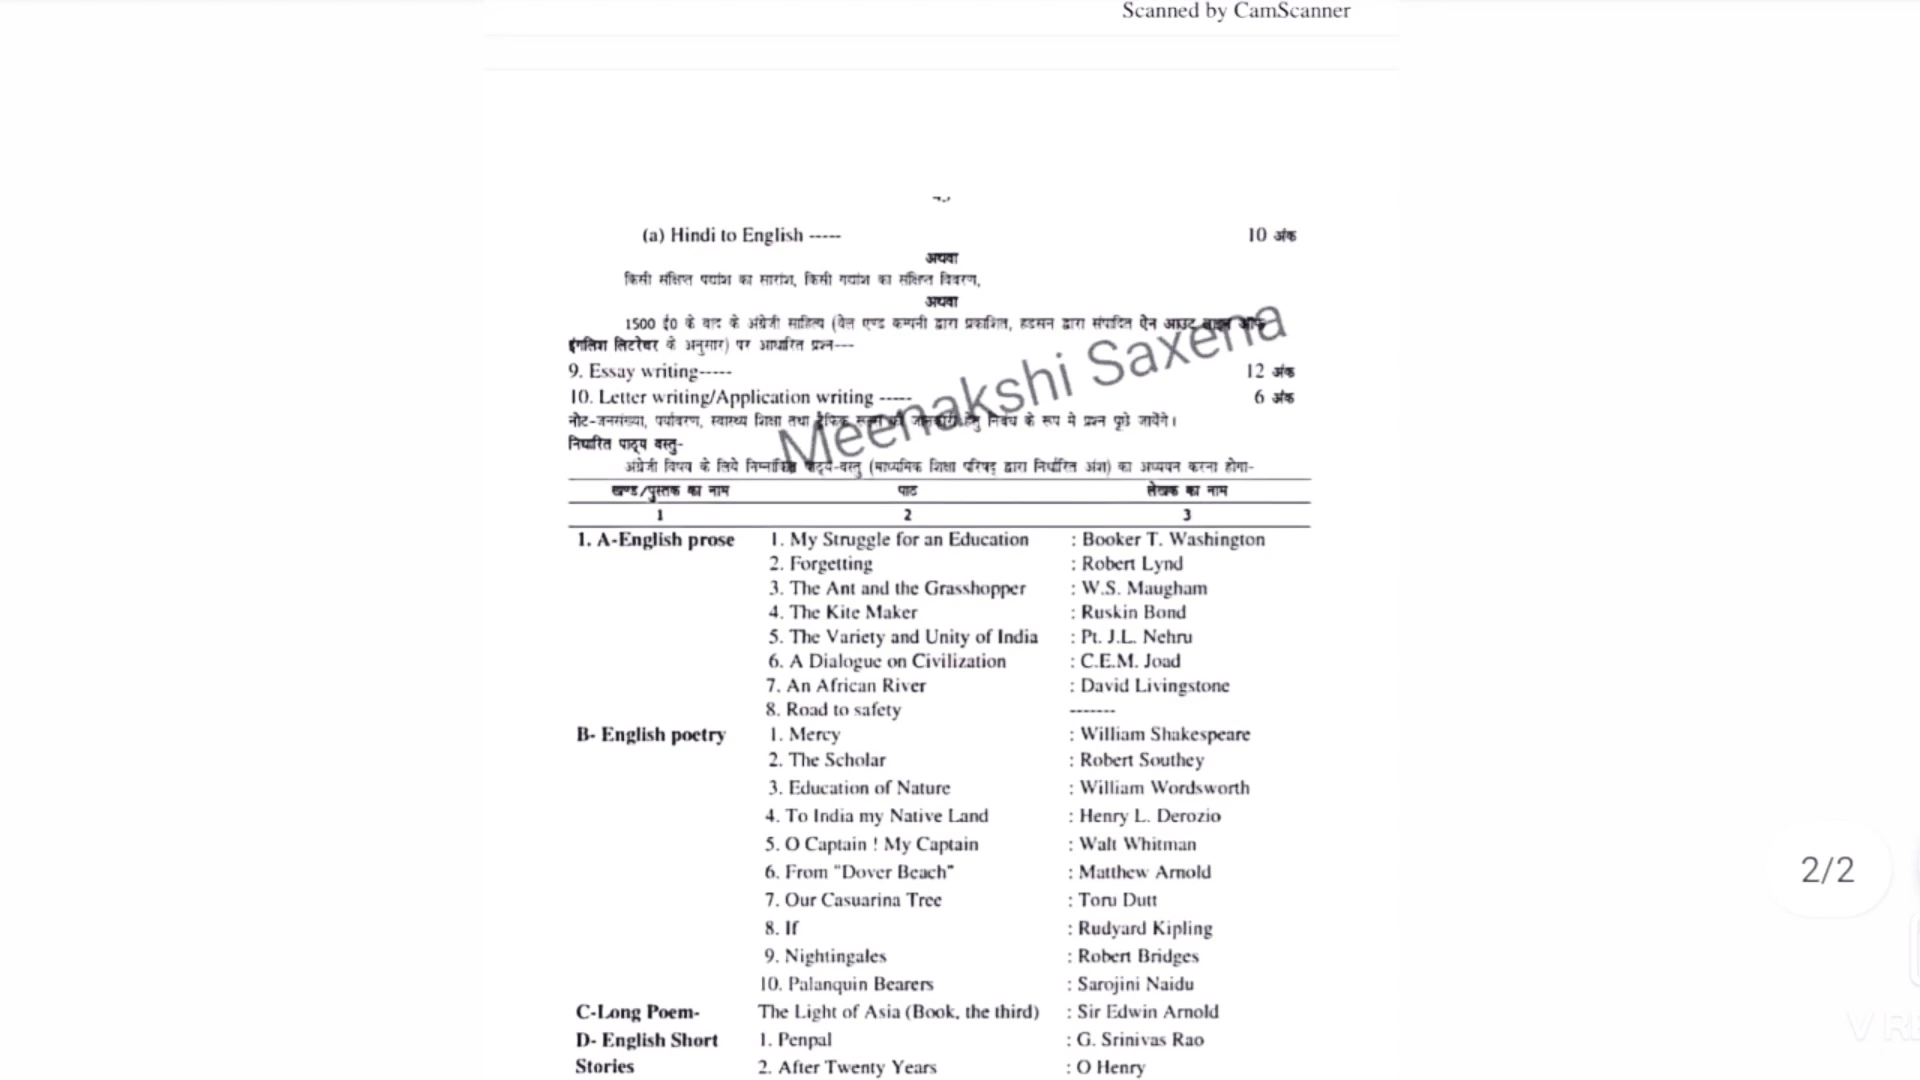 Scanned by CamScanner
(a) Hindi to English ----- 10 अंक
अथवा
किसी संक्षिप्त पद्यांश का सारांश, किसी गद्यांश का संक्षिप्त विवरण,
अथवा
1500 ई0 के बाद के अंग्रेजी साहित्य (बेल एण्ड कम्पनी द्वारा प्रकाशित, हडसन द्वारा संपादित ऐन आउट लाइन ऑफ
इंगलिश लिटरेचर के अनुसार) पर आधारित प्रश्न---
Meenakshi Saxena
9. Essay writing----- 12 अंक
10. Letter writing/Application writing ----- 6 अंक
नोट-जनसंख्या, पर्यावरण, स्वास्थ्य शिक्षा तथा ट्रैफिक रूल्स की जानकारी हेतु निबंध के रूप मे प्रश्न पूछे जायेंगे।
निर्धारित पाठ्य वस्तु-
अंग्रेजी विषय के लिये निम्नांकित पाठ्य-वस्तु (माध्यमिक शिक्षा परिषद् द्वारा निर्धारित अंश) का अध्ययन करना होगा-
खण्ड/पुस्तक का नाम पाठ लेखक का नाम
1 2 3
1. A-English prose 1. My Struggle for an Education : Booker T. Washington
2. Forgetting : Robert Lynd
3. The Ant and the Grasshopper : W.S. Maugham
4. The Kite Maker : Ruskin Bond
5. The Variety and Unity of India : Pt. J.L. Nehru
6. A Dialogue on Civilization : C.E.M. Joad
7. An African River : David Livingstone
8. Road to safety -------
B- English poetry 1. Mercy : William Shakespeare
2. The Scholar : Robert Southey
3. Education of Nature : William Wordsworth
4. To India my Native Land : Henry L. Derozio
5. O Captain ! My Captain : Walt Whitman
6. From "Dover Beach" : Matthew Arnold
2/2
7. Our Casuarina Tree : Toru Dutt
8. If : Rudyard Kipling
9. Nightingales : Robert Bridges
10. Palanquin Bearers : Sarojini Naidu
C-Long Poem- The Light of Asia (Book, the third) : Sir Edwin Arnold
D- English Short 1. Penpal : G. Srinivas Rao
Stories 2. After Twenty Years : O Henry